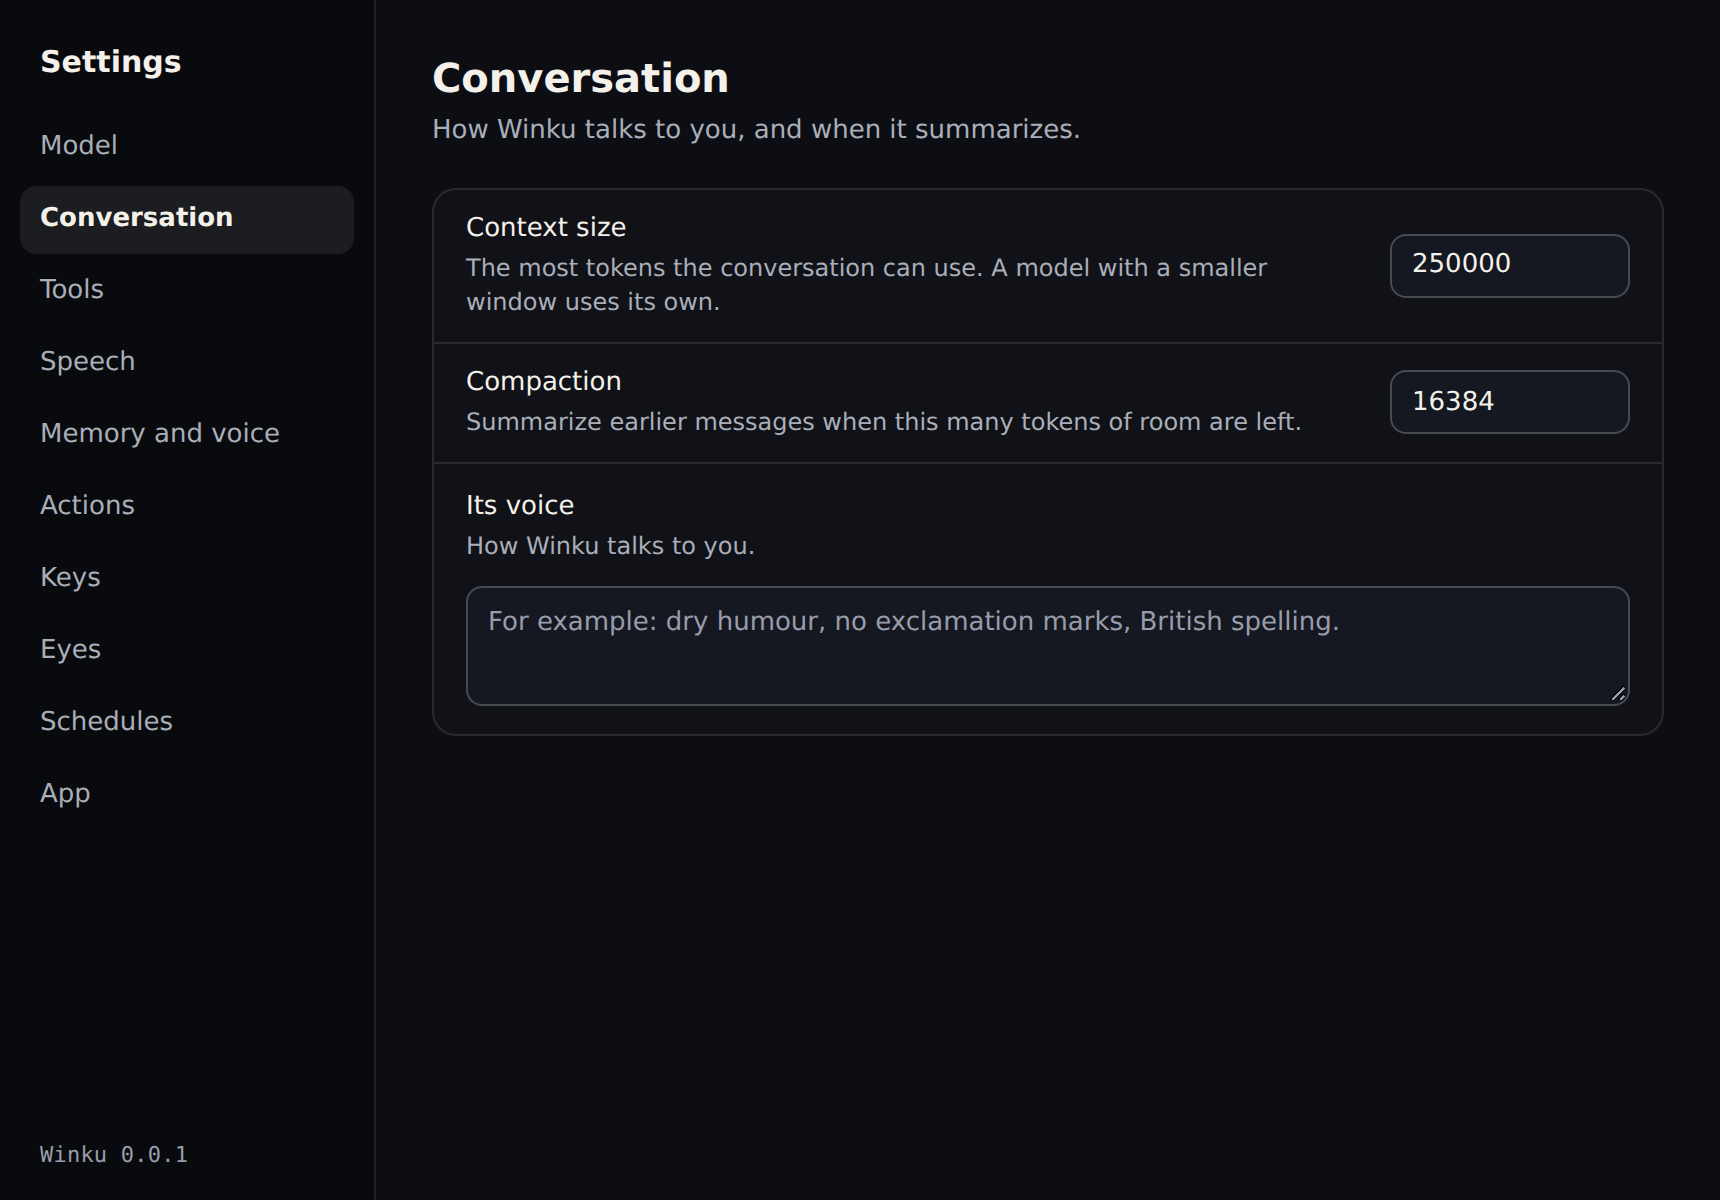 Settings
Model
Conversation
Tools
Speech
Memory and voice
Actions
Keys
Eyes
Schedules
App
Winku 0.0.1
Conversation
How Winku talks to you, and when it summarizes.
Context size
The most tokens the conversation can use. A model with a smaller
window uses its own.
250000
Compaction
Summarize earlier messages when this many tokens of room are left.
16384
Its voice
How Winku talks to you.
For example: dry humour, no exclamation marks, British spelling.